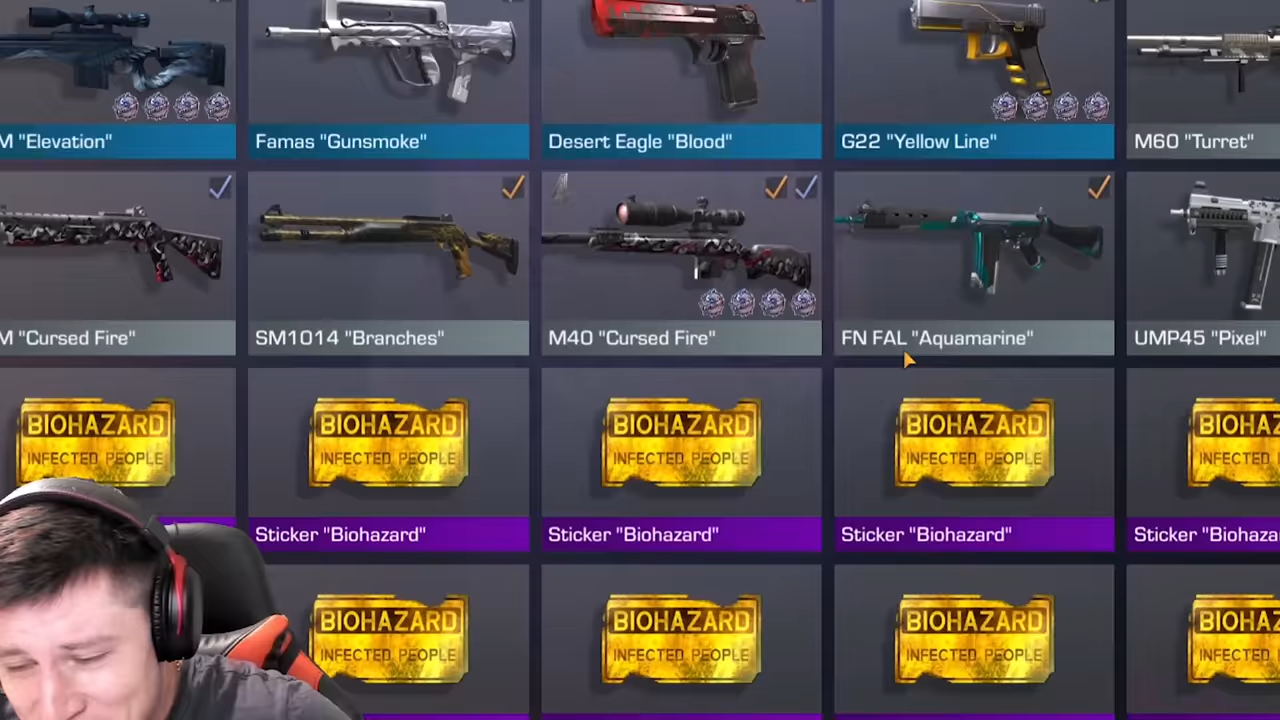 M "Elevation"
Famas "Gunsmoke"
Desert Eagle "Blood"
G22 "Yellow Line"
M60 "Turret"
M "Cursed Fire"
SM1014 "Branches"
M40 "Cursed Fire"
FN FAL "Aquamarine"
UMP45 "Pixel"
BIOHAZARD
INFECTED PEOPLE
BIOHAZARD
INFECTED PEOPLE
BIOHAZARD
INFECTED PEOPLE
BIOHAZARD
INFECTED PEOPLE
BIOHAZ
INFECTED
Sticker "Biohazard"
Sticker "Biohazard"
Sticker "Biohazard"
Sticker "Biohaza
BIOHAZARD
INFECTED PEOPLE
BIOHAZARD
INFECTED PEOPLE
BIOHAZARD
INFECTED PEOPLE
BIOHAZ
INFECTED